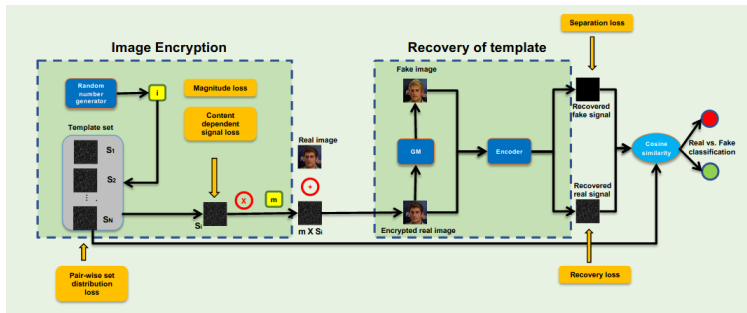 Separation loss
Image Encryption
Recovery of template
Fake image
Random
number
generator
i
Magnitude loss
Content
dependent
signal loss
Recovered
fake signal
Template set
S1
S2
SN
Real image
GM
Encoder
Cosine
similarity
Real vs. Fake
classification
Recovered
real signal
X
m
+
Si
m X Si
Encrypted real image
Pair-wise set
distribution
loss
Recovery loss